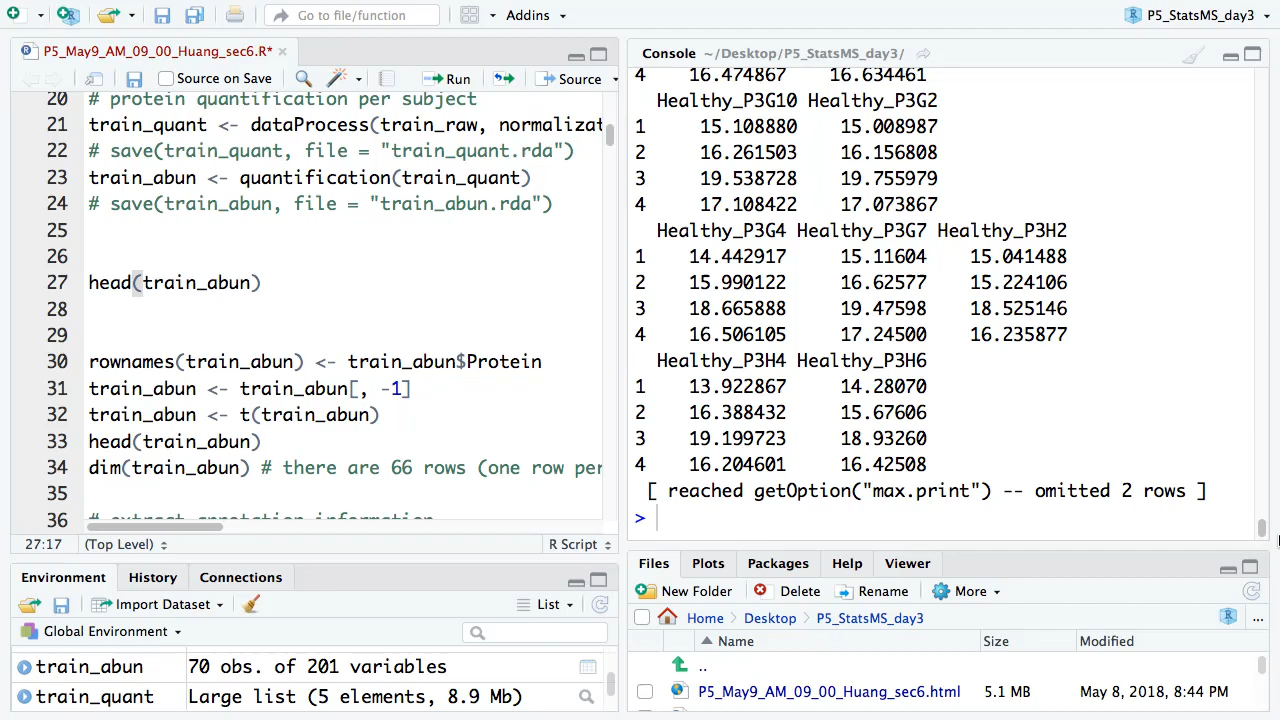 Go to file/function
Addins
P5_StatsMS_day3
P5_May9_AM_09_00_Huang_sec6.R*
Source on Save
Run
Source
20 # protein quantification per subject
21 train_quant <- dataProcess(train_raw, normalizat
22 # save(train_quant, file = "train_quant.rda")
23 train_abun <- quantification(train_quant)
24 # save(train_abun, file = "train_abun.rda")
25
26
27 head(train_abun)
28
29
30 rownames(train_abun) <- train_abun$Protein
31 train_abun <- train_abun[, -1]
32 train_abun <- t(train_abun)
33 head(train_abun)
34 dim(train_abun) # there are 66 rows (one row per
35
36 # extract annotation information
27:17 (Top Level) R Script
Environment History Connections
Import Dataset
List
Global Environment
train_abun 70 obs. of 201 variables
train_quant Large list (5 elements, 8.9 Mb)
Console ~/Desktop/P5_StatsMS_day3/
4 16.474867 16.634461
Healthy_P3G10 Healthy_P3G2
1 15.108880 15.008987
2 16.261503 16.156808
3 19.538728 19.755979
4 17.108422 17.073867
Healthy_P3G4 Healthy_P3G7 Healthy_P3H2
1 14.442917 15.11604 15.041488
2 15.990122 16.62577 15.224106
3 18.665888 19.47598 18.525146
4 16.506105 17.24500 16.235877
Healthy_P3H4 Healthy_P3H6
1 13.922867 14.28070
2 16.388432 15.67606
3 19.199723 18.93260
4 16.204601 16.42508
[ reached getOption("max.print") -- omitted 2 rows ]
>
Files Plots Packages Help Viewer
New Folder Delete Rename More
Home Desktop P5_StatsMS_day3 ...
Name Size Modified
..
P5_May9_AM_09_00_Huang_sec6.html 5.1 MB May 8, 2018, 8:44 PM